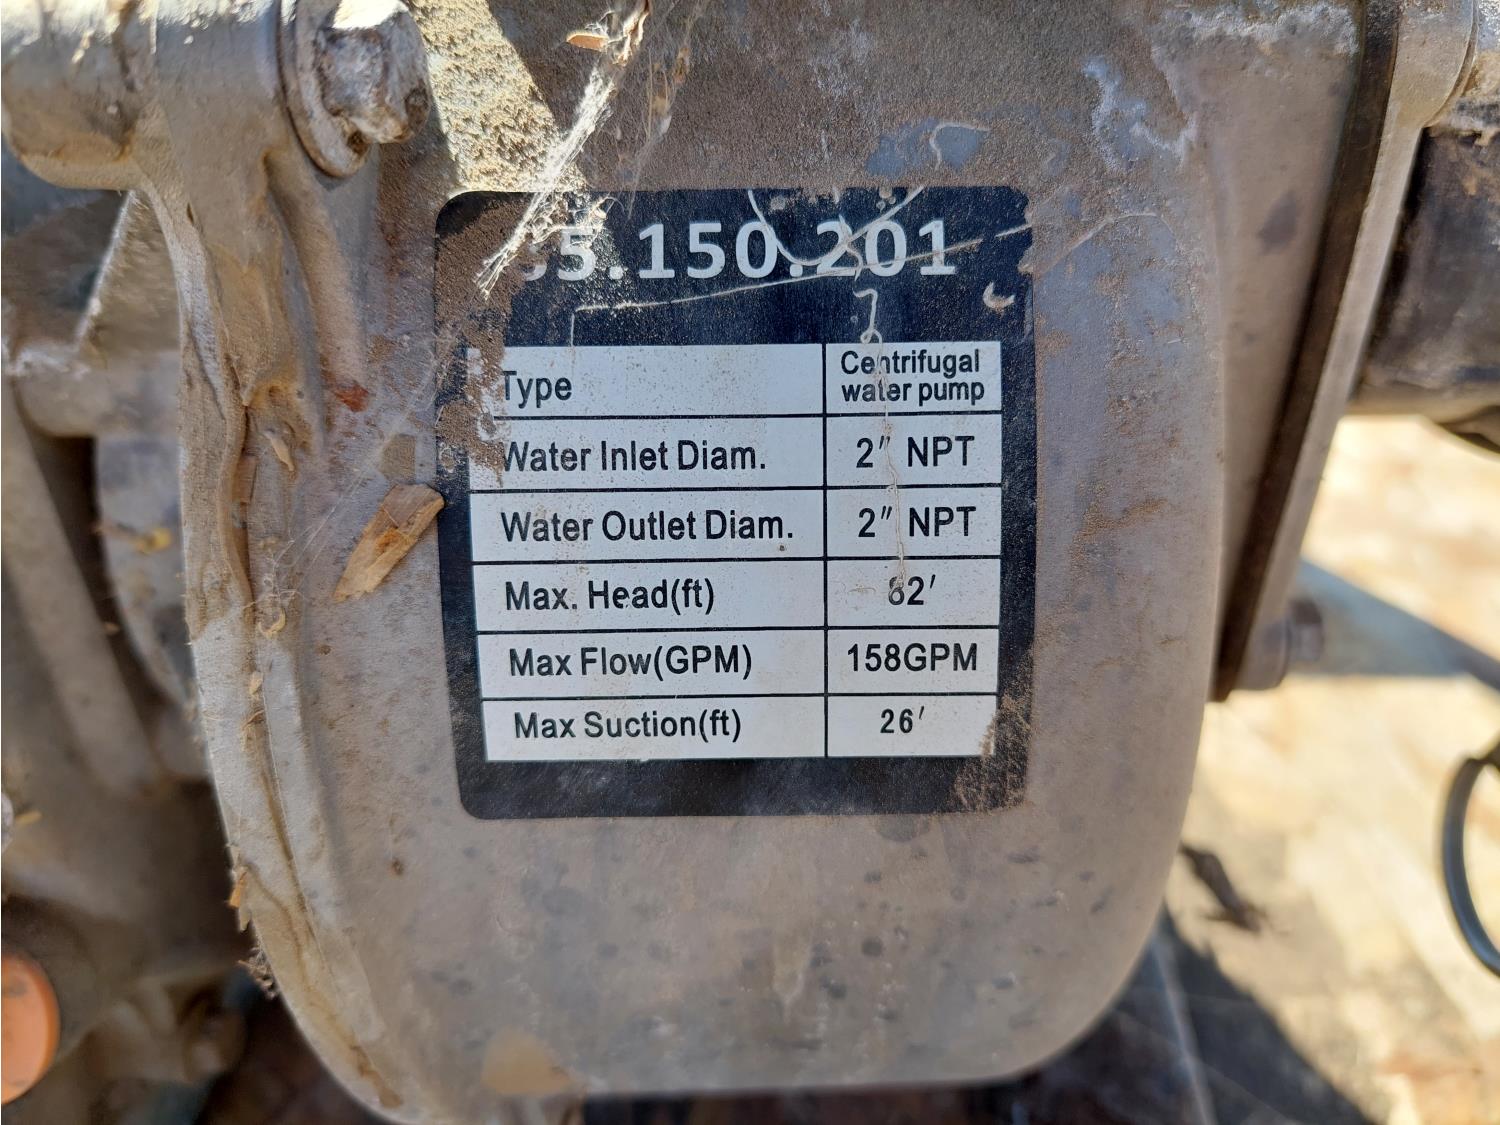 5.150.201
Type
Centrifugal
water pump
Water Inlet Diam.
2" NPT
Water Outlet Diam.
2" NPT
Max. Head(ft)
82'
Max Flow(GPM)
158GPM
Max Suction(ft)
26'